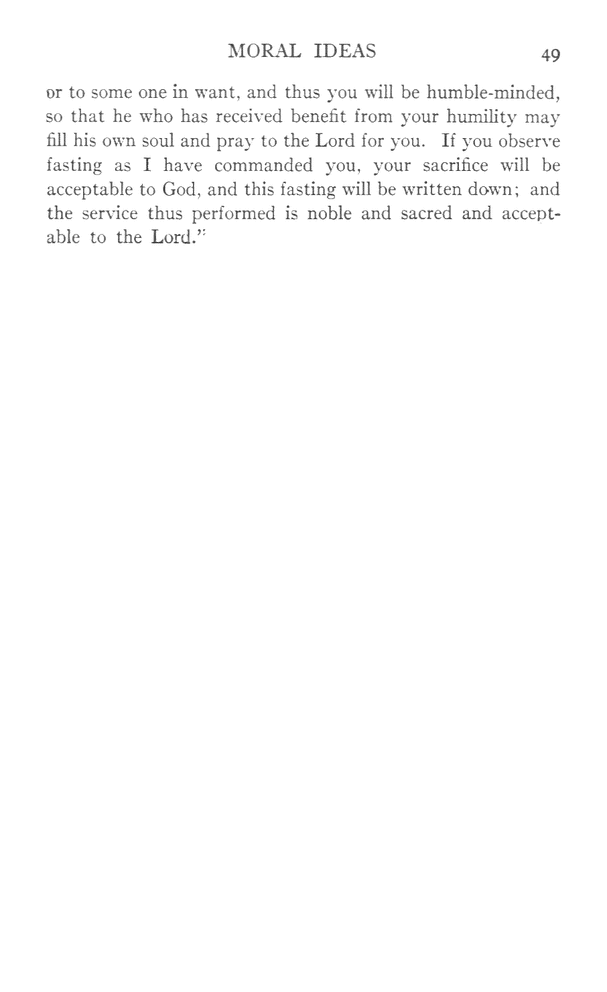 MORAL IDEAS 49
or to some one in want, and thus you will be humble-minded,
so that he who has received benefit from your humility may
fill his own soul and pray to the Lord for you. If you observe
fasting as I have commanded you, your sacrifice will be
acceptable to God, and this fasting will be written down; and
the service thus performed is noble and sacred and accept-
able to the Lord."